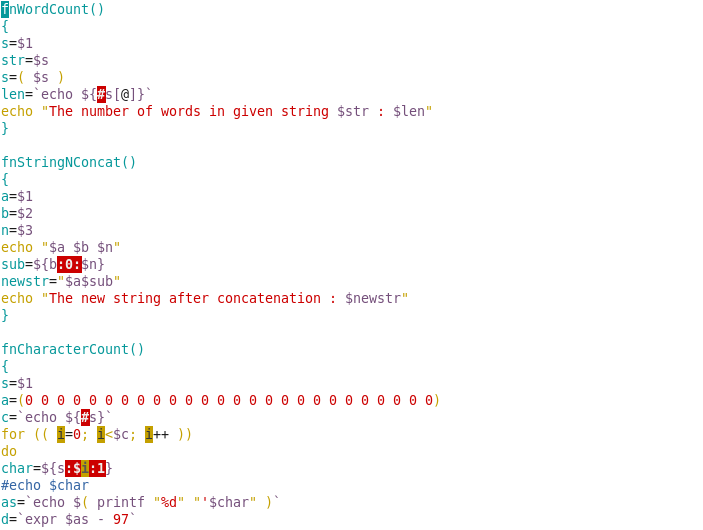 fnWordCount()
{
s=$1
str=$s
s=( $s )
len=`echo ${#s[@]}`
echo "The number of words in given string $str : $len"
}

fnStringNConcat()
{
a=$1
b=$2
n=$3
echo "$a $b $n"
sub=${b:0:$n}
newstr="$a$sub"
echo "The new string after concatenation : $newstr"
}

fnCharacterCount()
{
s=$1
a=(0 0 0 0 0 0 0 0 0 0 0 0 0 0 0 0 0 0 0 0 0 0 0 0 0 0)
c=`echo ${#s}`
for (( i=0; i<$c; i++ ))
do
char=${s:$i:1}
#echo $char
as=`echo $( printf "%d" "'$char" )`
d=`expr $as - 97`